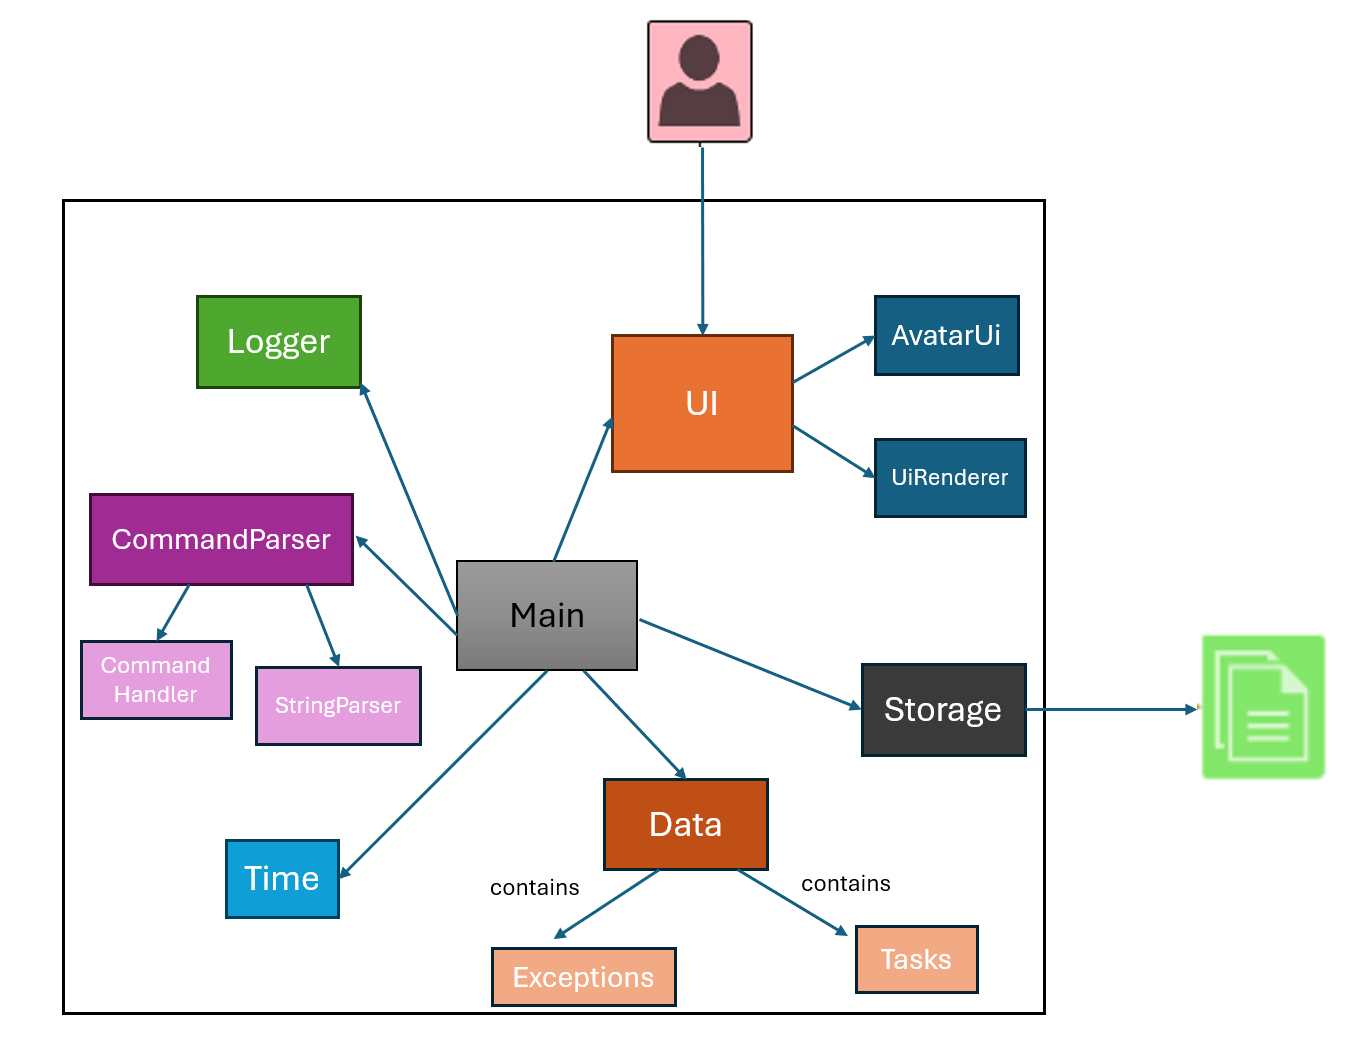 Logger
AvatarUi
UI
UiRenderer
CommandParser
Main
Command
Handler
StringParser
Storage
Data
Time
contains
contains
Exceptions
Tasks